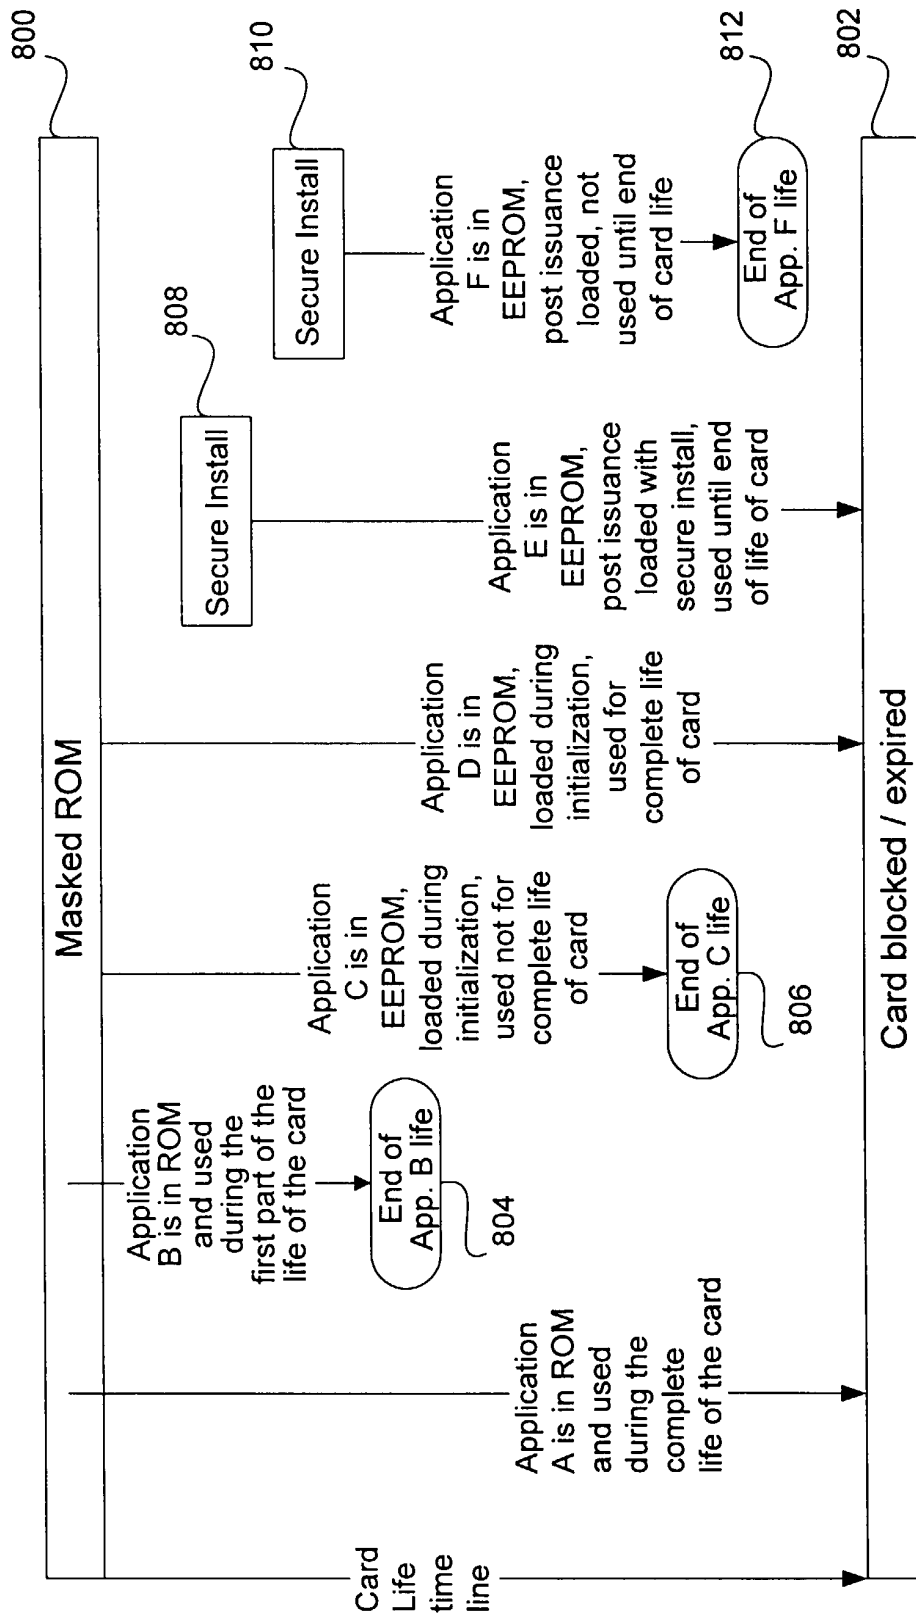 Masked ROM
800
Card
Life
time
line
Application
A is in ROM
and used
during the
complete
life of the card
Application
B is in ROM
and used
during the
first part of the
life of the card
End of
App. B life
804
Application
C is in
EEPROM,
loaded during
initialization,
used not for
complete life
of card
End of
App. C life
806
Application
D is in
EEPROM,
loaded during
initialization,
used for
complete life
of card
Secure Install
808
Application
E is in
EEPROM,
post issuance
loaded with
secure install,
used until end
of life of card
Secure Install
810
Application
F is in
EEPROM,
post issuance
loaded, not
used until end
of card life
End of
App. F life
812
Card blocked / expired
802